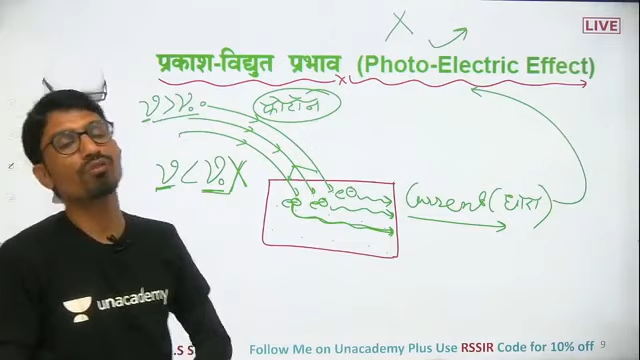 LIVE
X
प्रकाश-विद्युत प्रभाव (Photo-Electric Effect)
ν>ν₀
फोटॉन
ν<ν₀ X
e⊖ e⊖ e⊖
Current (धारा)
unacademy
.S S
Follow Me on Unacademy Plus Use RSSIR Code for 10% off 9